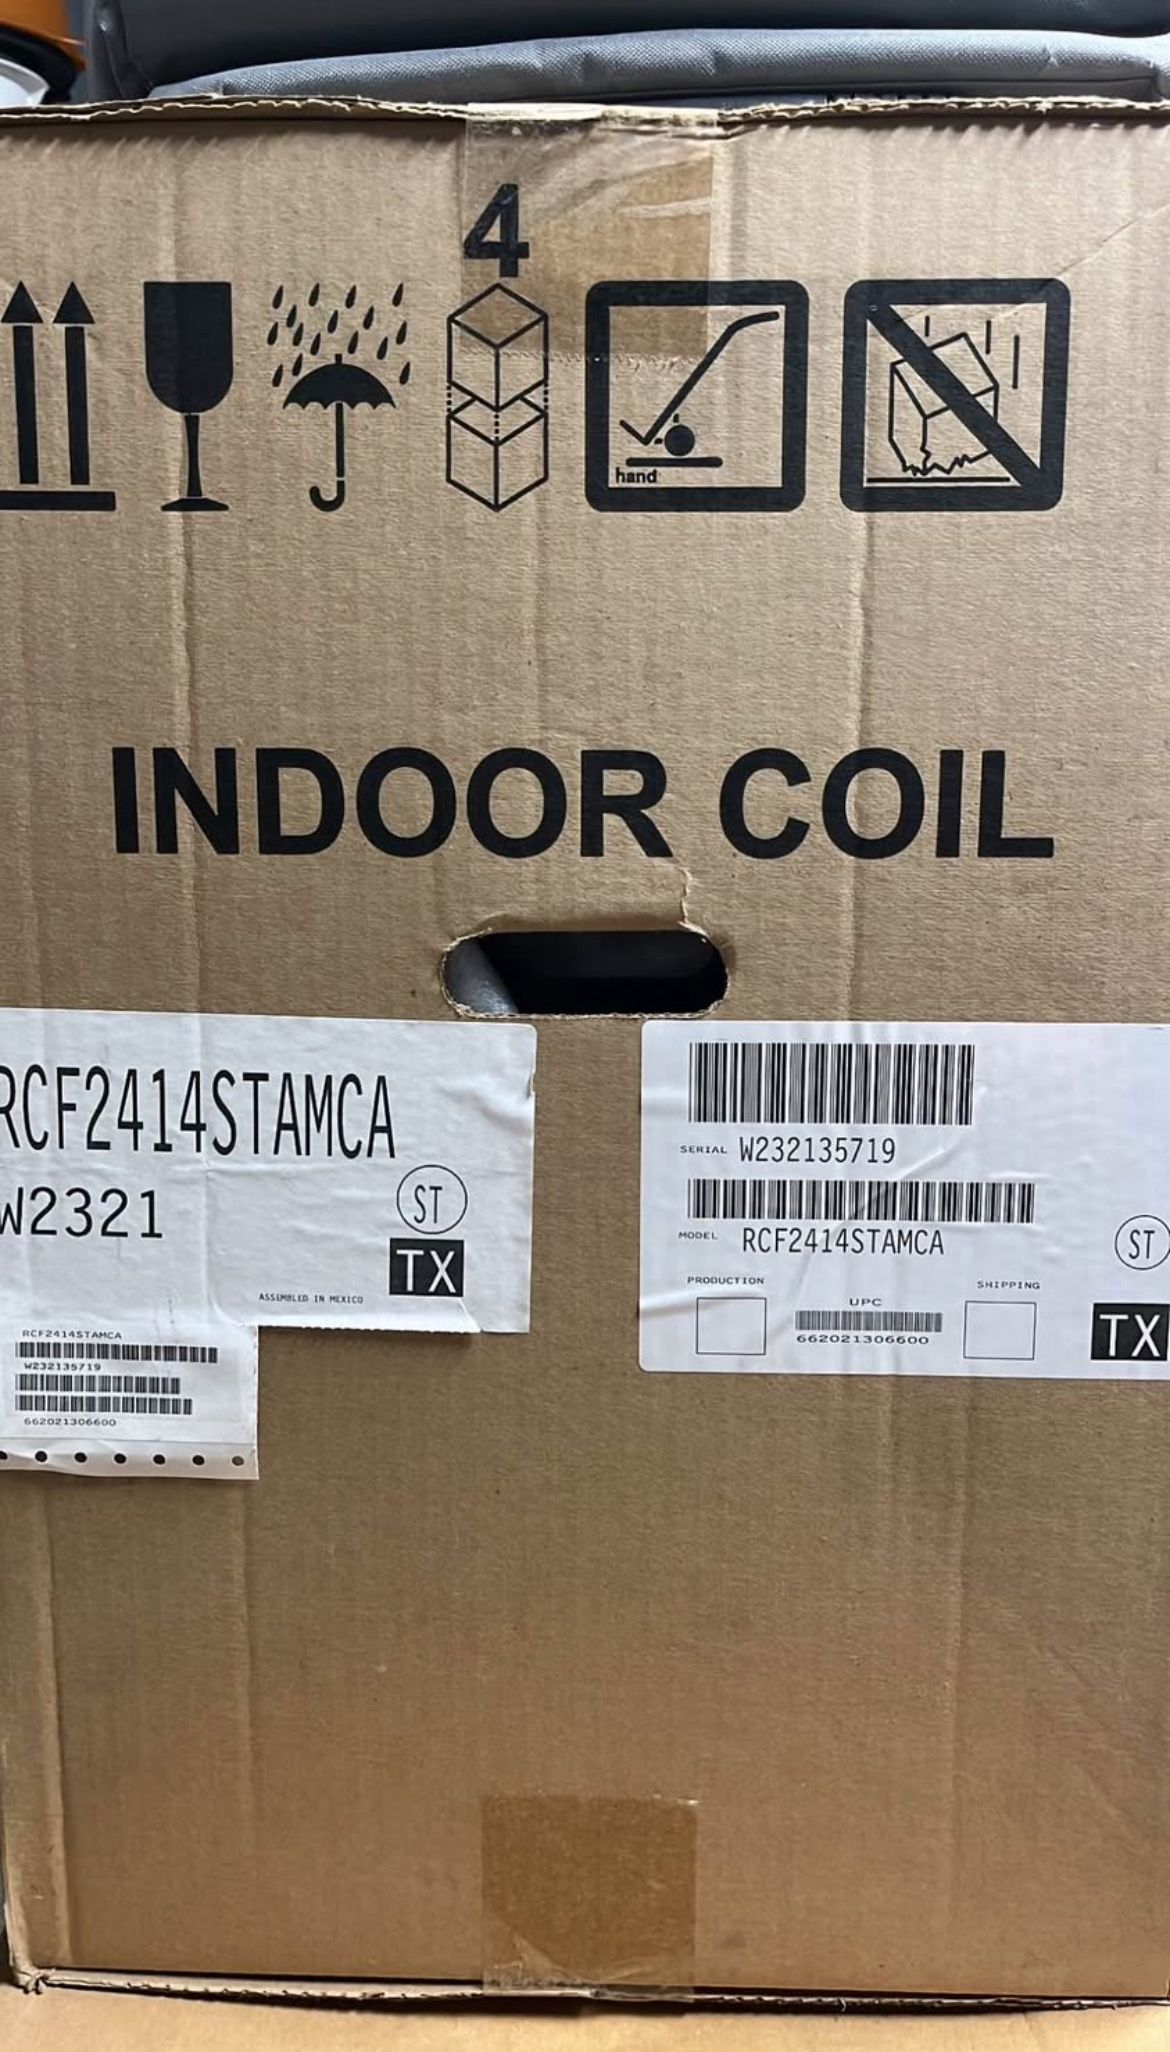 4
hand
INDOOR COIL
RCF2414STAMCA
W2321
ST
TX
ASSEMBLED IN MEXICO
RCF2414STAMCA
W232135719
662021306600
SERIAL W232135719
MODEL RCF2414STAMCA
ST
PRODUCTION
UPC
SHIPPING
662021306600
TX